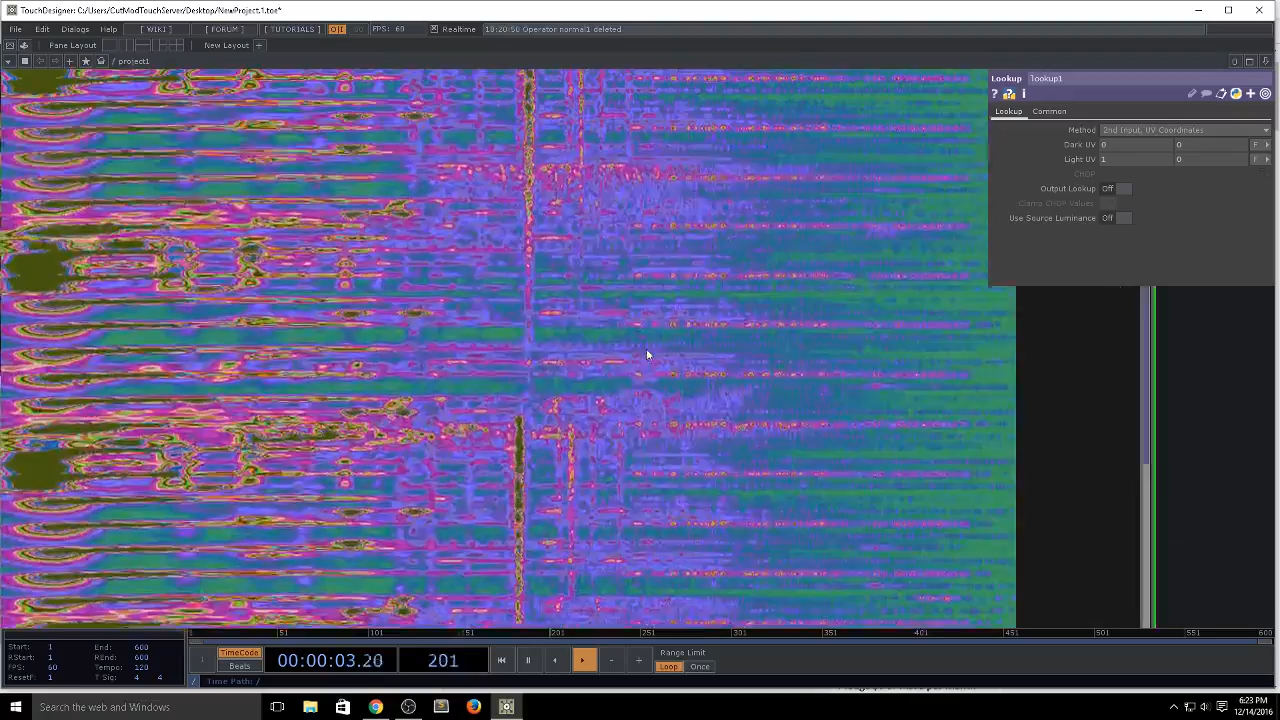 TouchDesigner: C:/Users/CutModTouchServer/Desktop/NewProject.1.toe*
File Edit Dialogs Help [ WIKI ] [ FORUM ] [ TUTORIALS ] O|I FPS: 60 Realtime 18:20:50 Operator normal1 deleted
Pane Layout New Layout +
/ project1
Lookup lookup1
? i
Lookup Common
Method 2nd Input, UV Coordinates
Dark UV 0 0 F
Light UV 1 0 F
CHOP
Output Lookup Off
Clamp CHOP Values
Use Source Luminance Off
1 51 101 51 201 251 301 351 401 451 501 551 600
Start: 1 End: 600
RStart: 1 REnd: 600
FPS: 60 Tempo: 120
ResetF: 1 T Sig: 4 4
TimeCode
Beats
00:00:03.20 201
Range Limit
Loop Once
/ Time Path: /
Search the web and Windows
6:23 PM
12/14/2016